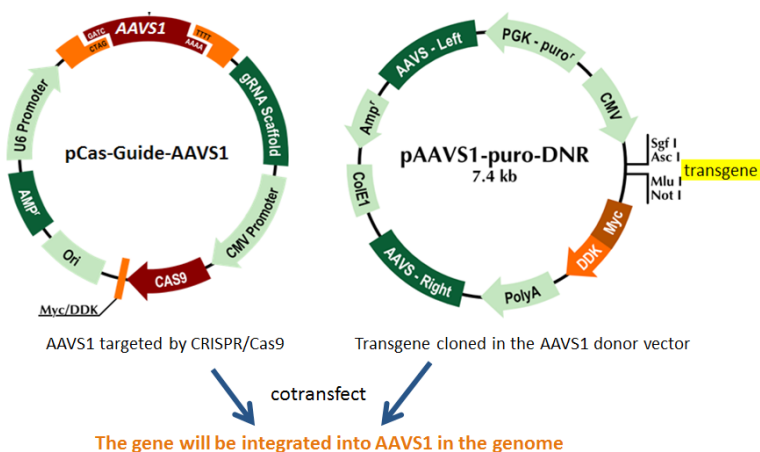 GATC
CTAG
AAVS1
TTTT
AAAA
U6 Promoter
gRNA Scaffold
pCas-Guide-AAVS1
AMPr
CMV Promoter
Ori
CAS9
Myc/DDK
AAVS1 targeted by CRISPR/Cas9
AAVS - Left
PGK - puror
Ampr
CMV
pAAVS1-puro-DNR
7.4 kb
Sgf I
Asc I
transgene
Mlu I
Not I
ColE1
Myc
DDK
AAVS - Right
PolyA
Transgene cloned in the AAVS1 donor vector
cotransfect
The gene will be integrated into AAVS1 in the genome